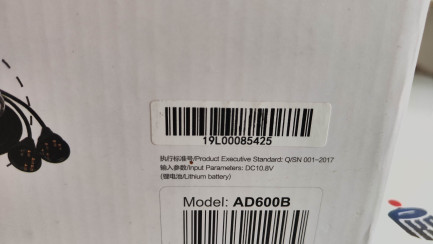 19L00085425
执行标准号/Product Executive Standard: Q/SN 001-2017
输入参数/Input Parameters: DC10.8V
(锂电池/Lithium battery)
Model: AD600B